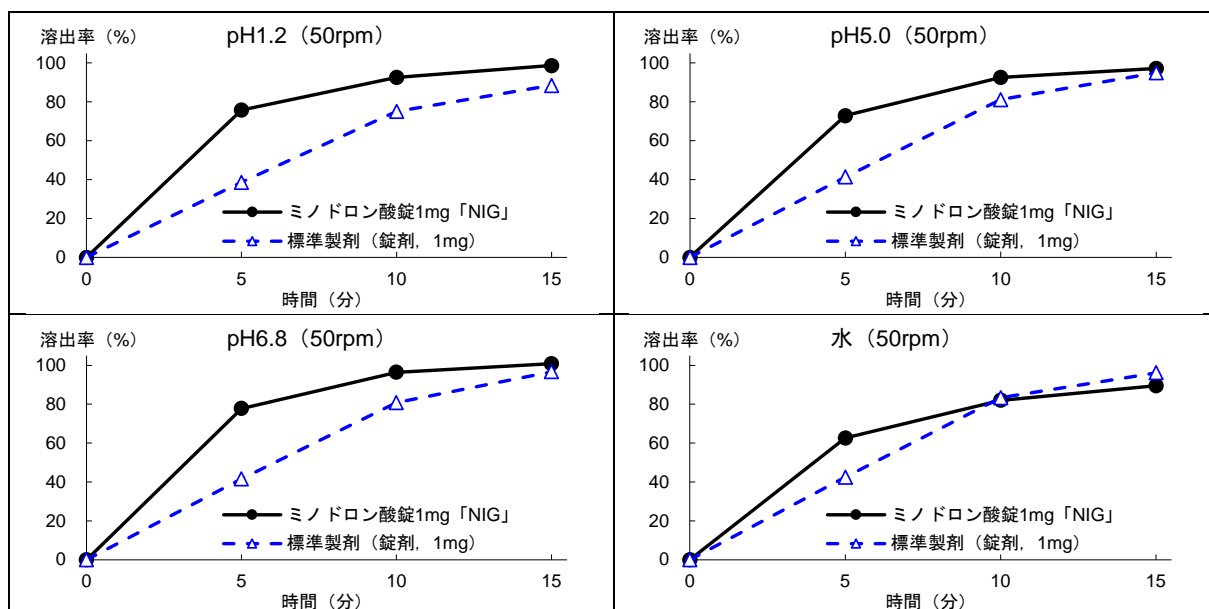 溶出率（%）
pH1.2（50rpm）
100
80
60
40
20
0
ミノドロン酸錠1mg「NIG」
標準製剤（錠剤，1mg）
0
5
10
15
時間（分）
溶出率（%）
pH5.0（50rpm）
100
80
60
40
20
0
ミノドロン酸錠1mg「NIG」
標準製剤（錠剤，1mg）
0
5
10
15
時間（分）
溶出率（%）
pH6.8（50rpm）
100
80
60
40
20
0
ミノドロン酸錠1mg「NIG」
標準製剤（錠剤，1mg）
0
5
10
15
時間（分）
溶出率（%）
水（50rpm）
100
80
60
40
20
0
ミノドロン酸錠1mg「NIG」
標準製剤（錠剤，1mg）
0
5
10
15
時間（分）